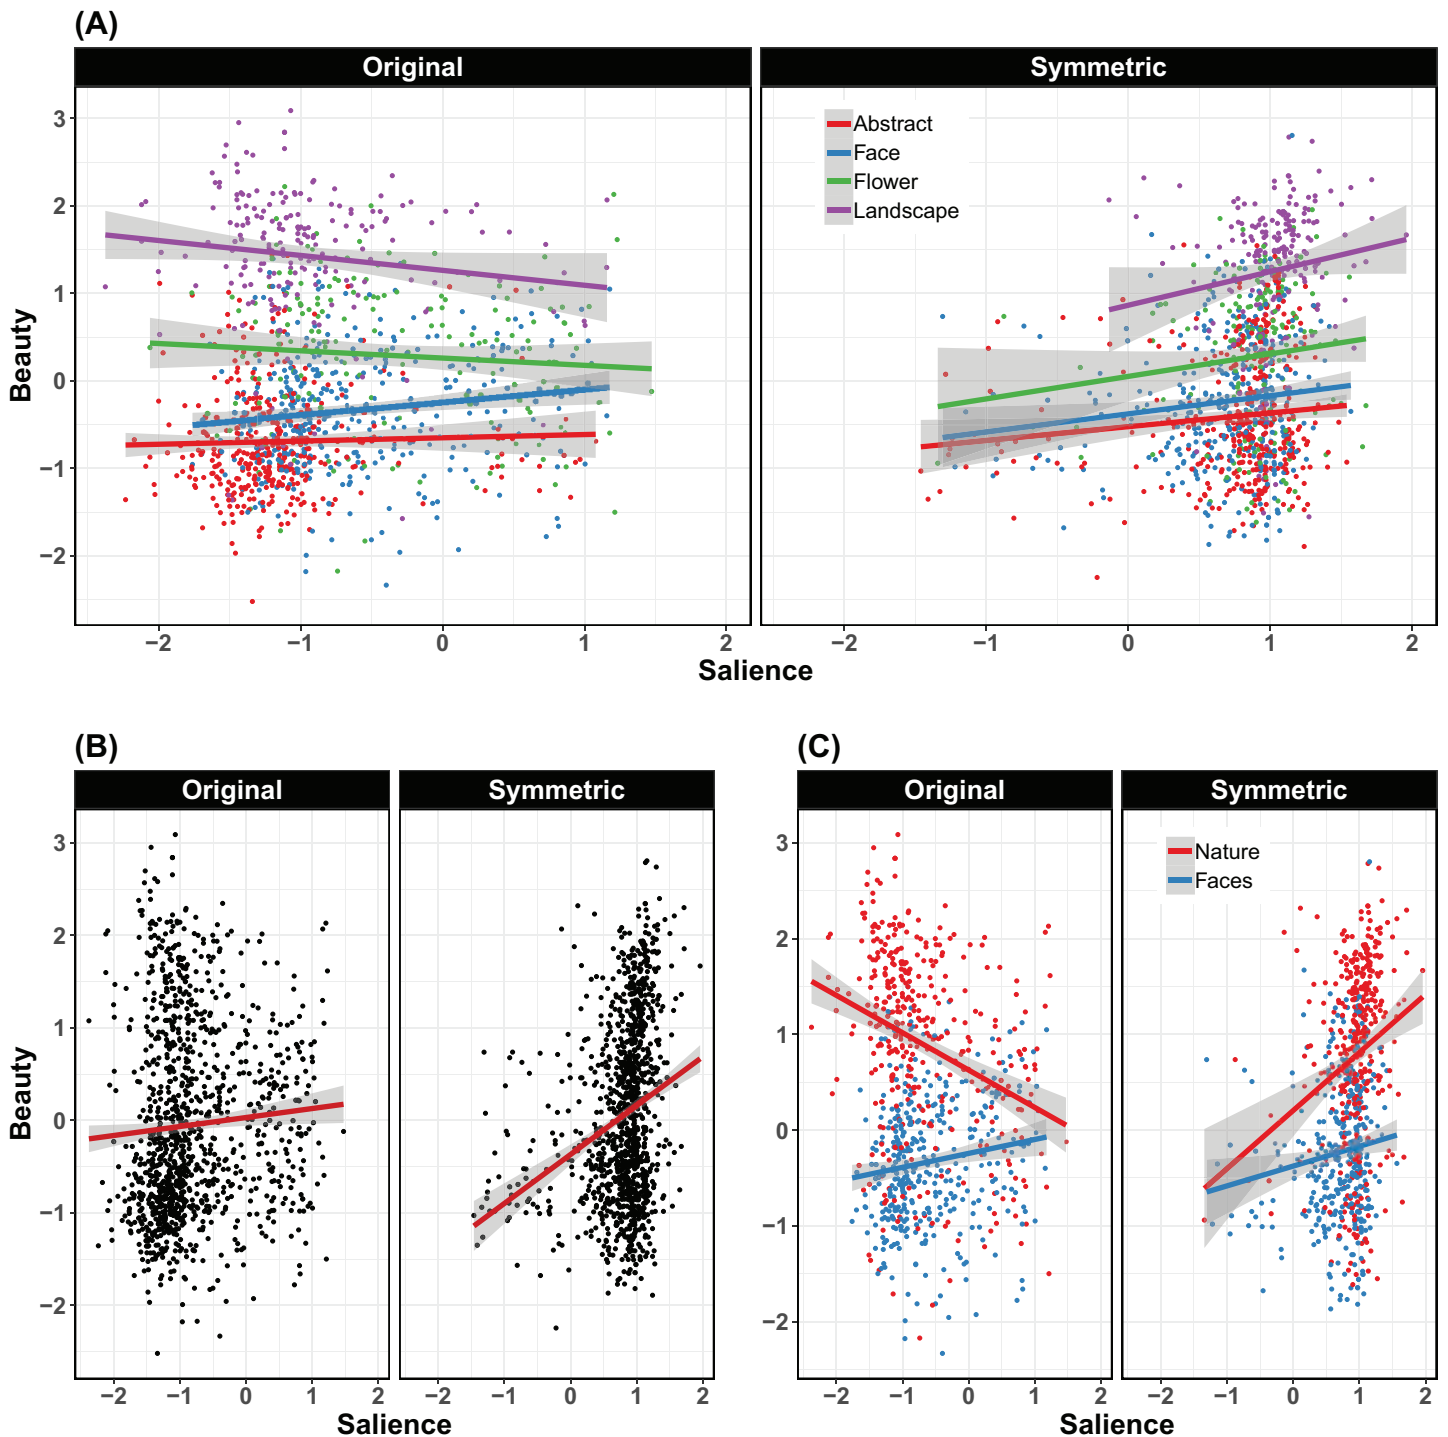 (A)
Original Symmetric
Abstract
Face
Flower
Landscape
Beauty
3
2
1
0
−1
−2
−2 −1 0 1 2 −2 −1 0 1 2
Salience
(B) (C)
Original Symmetric Original Symmetric
Nature
Faces
Beauty
3 3
2 2
1 1
0 0
−1 −1
−2 −2
−2 −1 0 1 2 −2 −1 0 1 2 −2 −1 0 1 2 −2 −1 0 1 2
Salience Salience